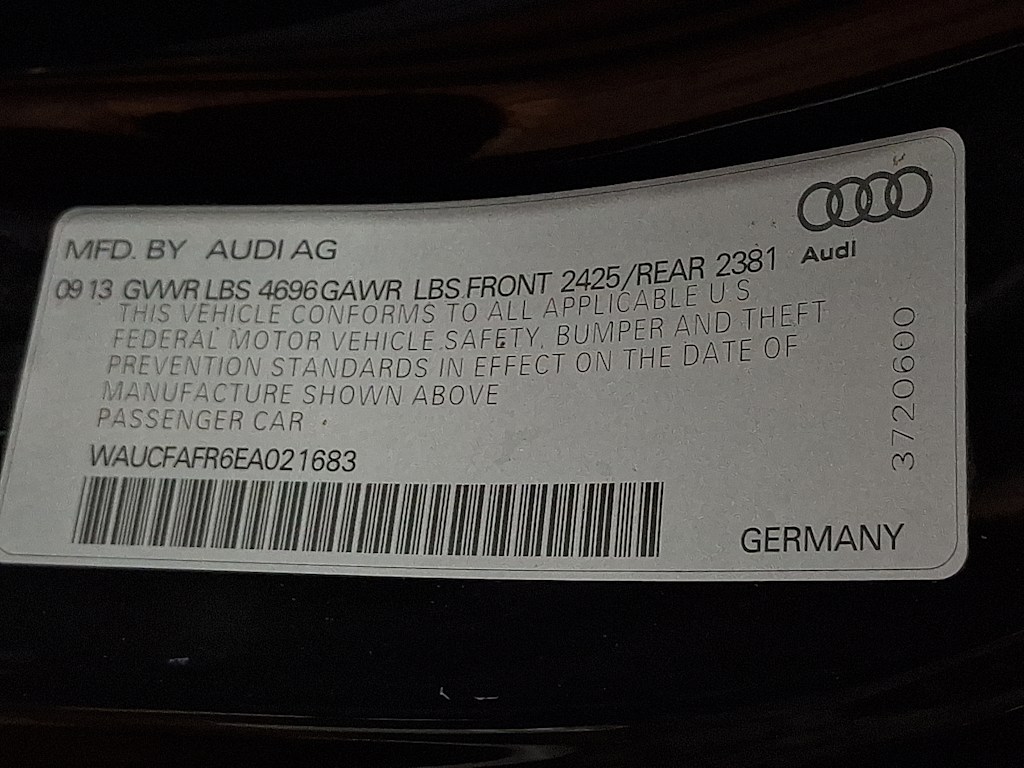 Audi
MFD. BY AUDI AG
09 13 GVWR LBS 4696 GAWR LBS FRONT 2425/REAR 2381
THIS VEHICLE CONFORMS TO ALL APPLICABLE U S
FEDERAL MOTOR VEHICLE SAFETY, BUMPER AND THEFT
PREVENTION STANDARDS IN EFFECT ON THE DATE OF
MANUFACTURE SHOWN ABOVE
PASSENGER CAR
WAUCFAFR6EA021683
GERMANY
3720600